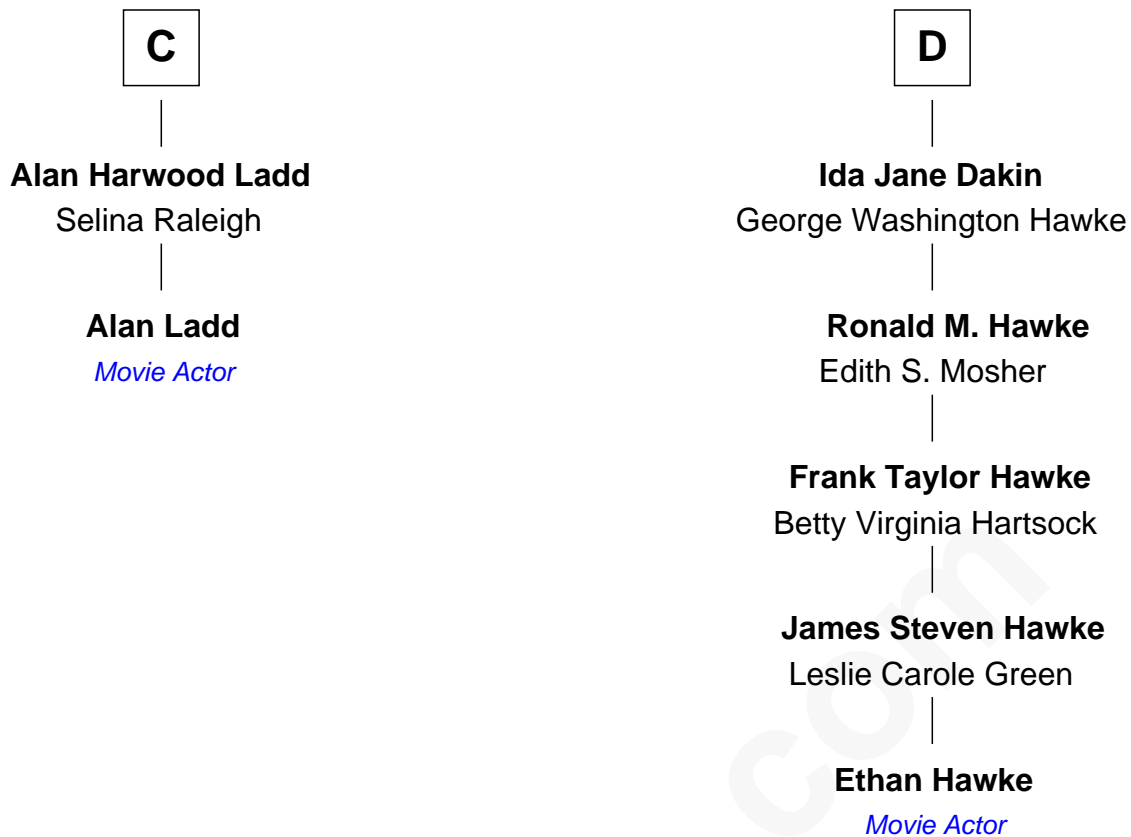 C
Alan Harwood Ladd
Selina Raleigh
Alan Ladd
Movie Actor
D
Ida Jane Dakin
George Washington Hawke
Ronald M. Hawke
Edith S. Mosher
Frank Taylor Hawke
Betty Virginia Hartsock
James Steven Hawke
Leslie Carole Green
Ethan Hawke
Movie Actor
com